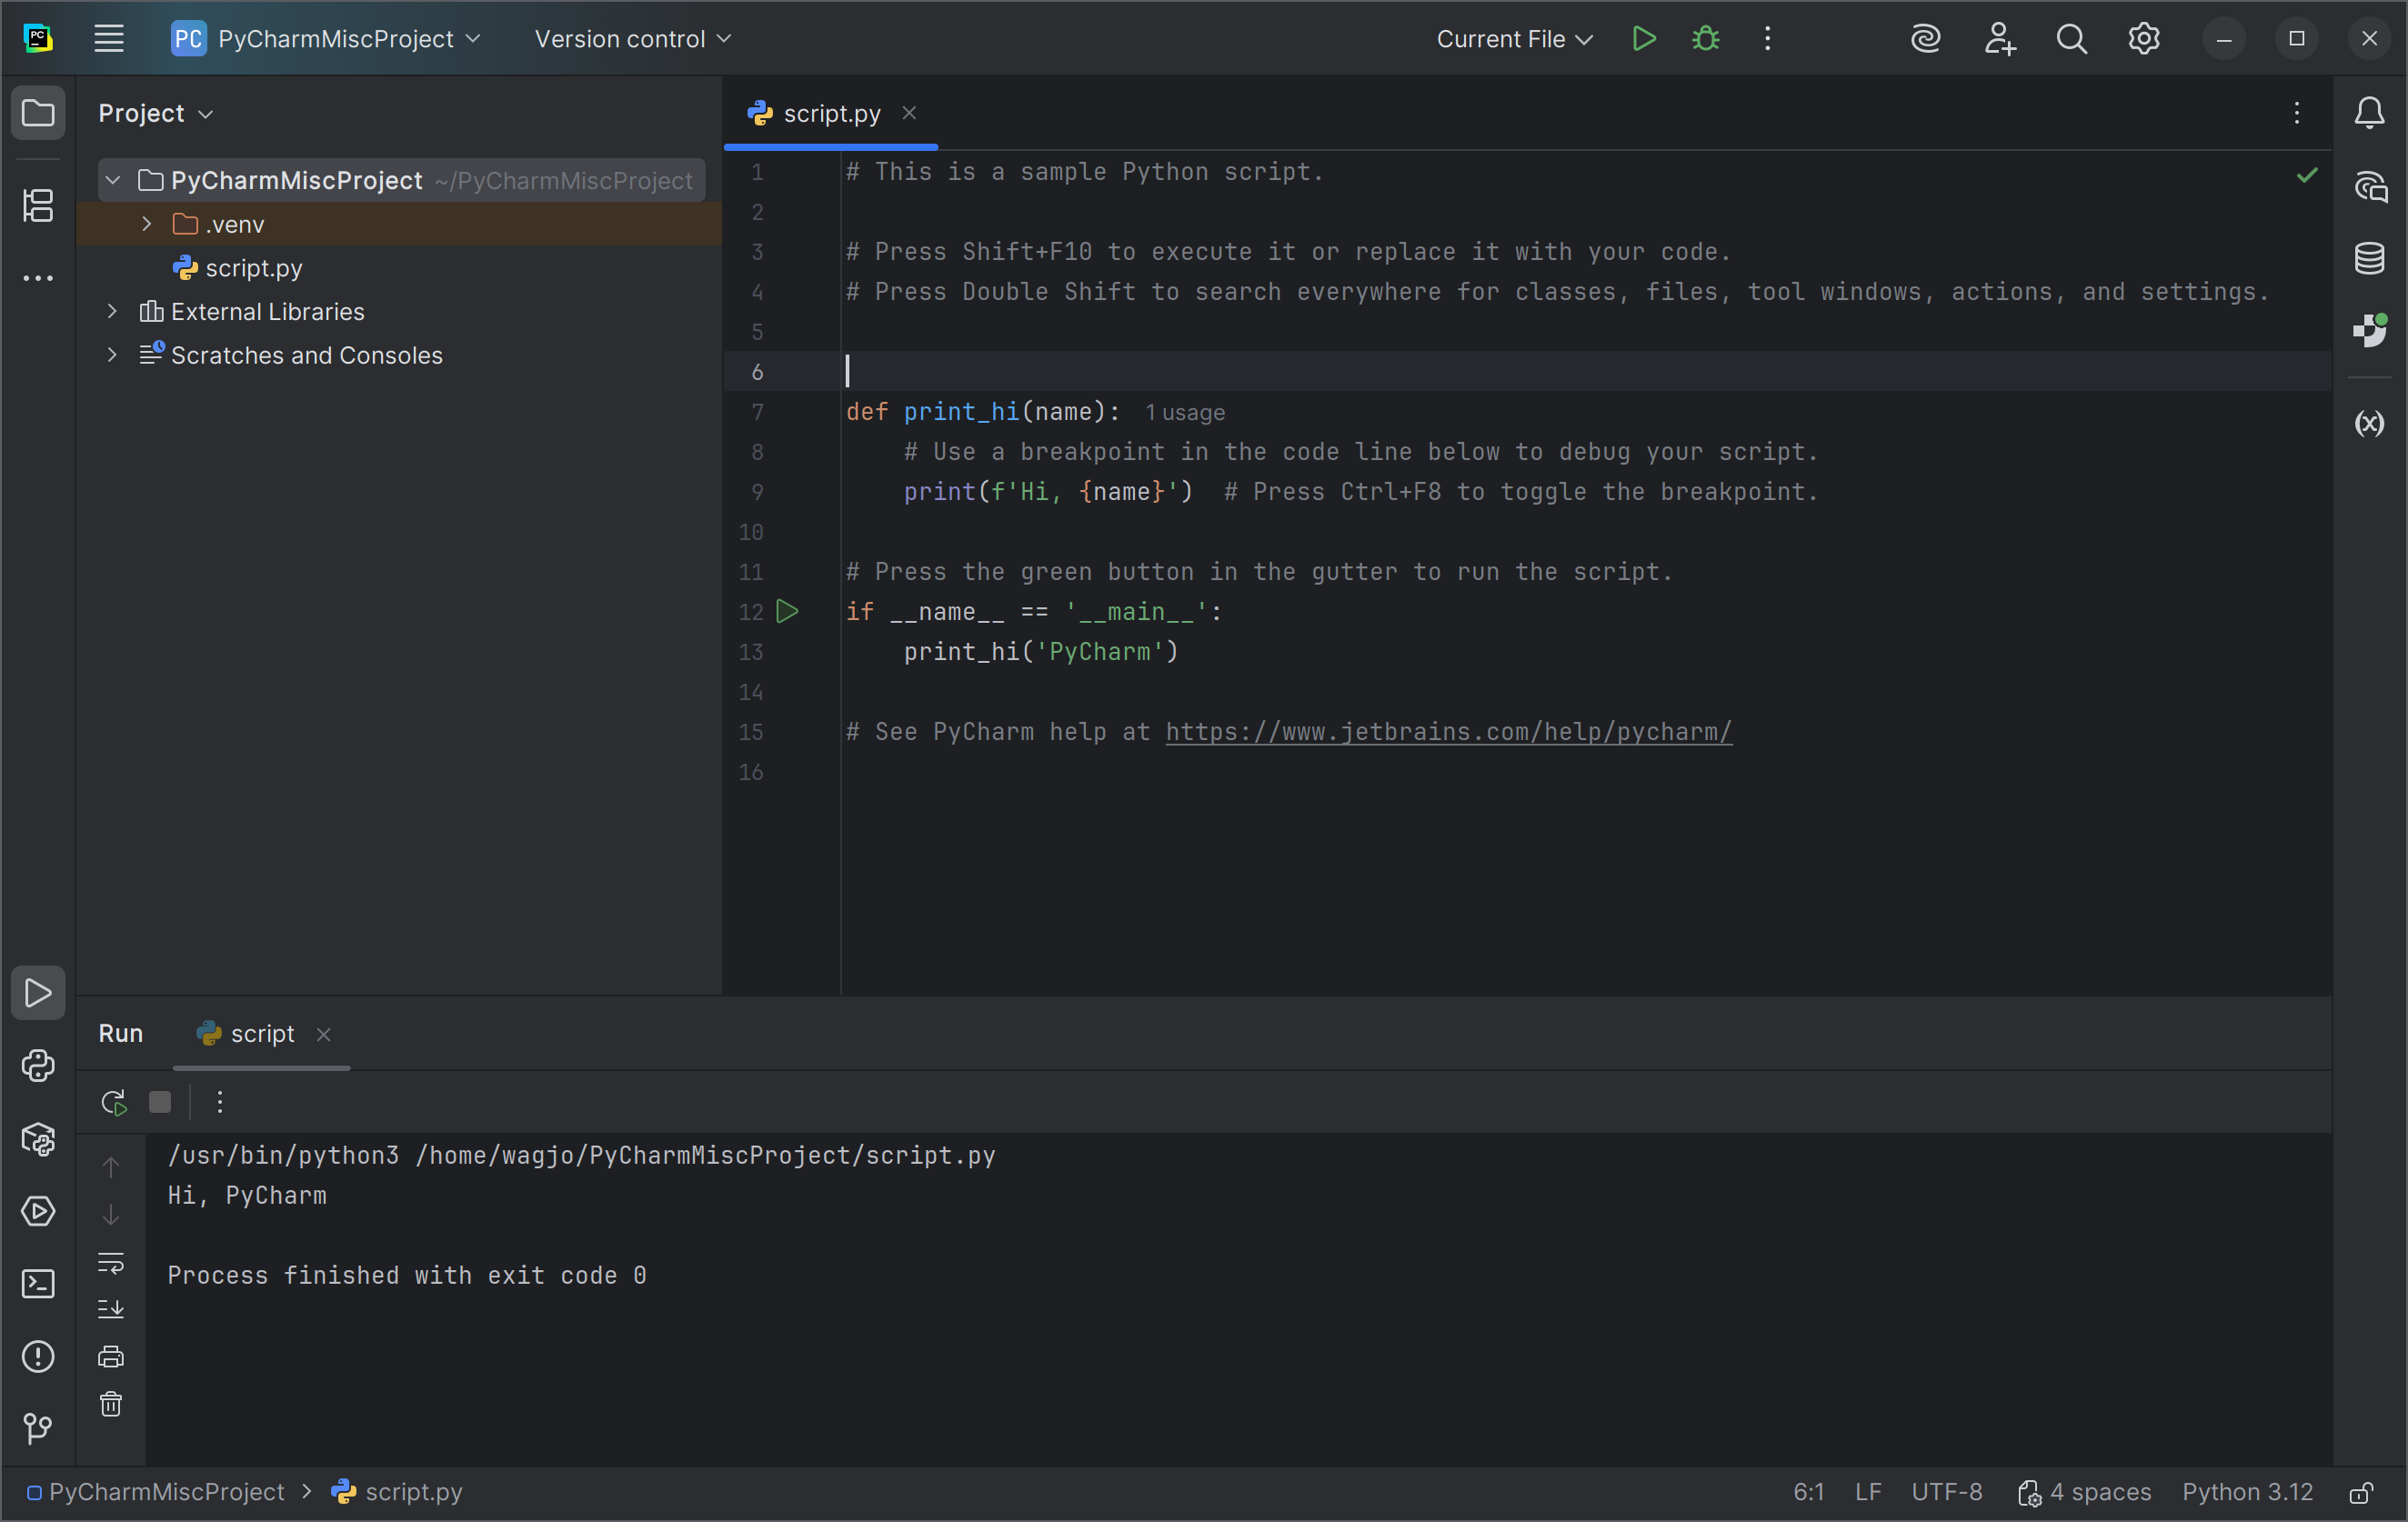 PC PyCharmMiscProject Version control Current File
Project
script.py
PyCharmMiscProject ~/PyCharmMiscProject
.venv
script.py
External Libraries
Scratches and Consoles
1 # This is a sample Python script.
2
3 # Press Shift+F10 to execute it or replace it with your code.
4 # Press Double Shift to search everywhere for classes, files, tool windows, actions, and settings.
5
6
7 def print_hi(name): 1 usage
8 # Use a breakpoint in the code line below to debug your script.
9 print(f'Hi, {name}') # Press Ctrl+F8 to toggle the breakpoint.
10
11 # Press the green button in the gutter to run the script.
12 if __name__ == '__main__':
13 print_hi('PyCharm')
14
15 # See PyCharm help at https://www.jetbrains.com/help/pycharm/
16
Run script
/usr/bin/python3 /home/wagjo/PyCharmMiscProject/script.py
Hi, PyCharm
Process finished with exit code 0
PyCharmMiscProject > script.py 6:1 LF UTF-8 4 spaces Python 3.12